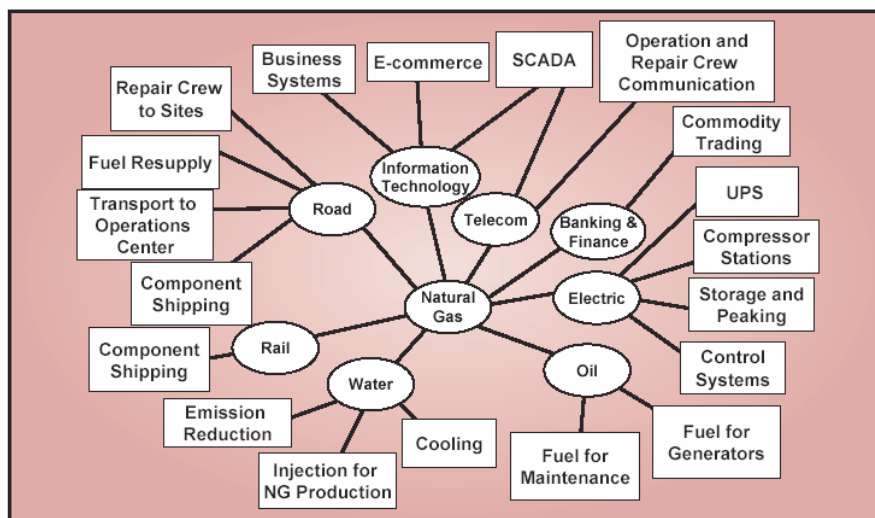 Business
Systems
E-commerce
SCADA
Operation and
Repair Crew
Communication
Repair Crew
to Sites
Commodity
Trading
Fuel Resupply
Information
Technology
Transport to
Operations
Center
Road
Telecom
Banking &
Finance
UPS
Compressor
Stations
Component
Shipping
Natural
Gas
Electric
Storage and
Peaking
Component
Shipping
Rail
Water
Oil
Control
Systems
Emission
Reduction
Cooling
Injection for
NG Production
Fuel for
Maintenance
Fuel for
Generators